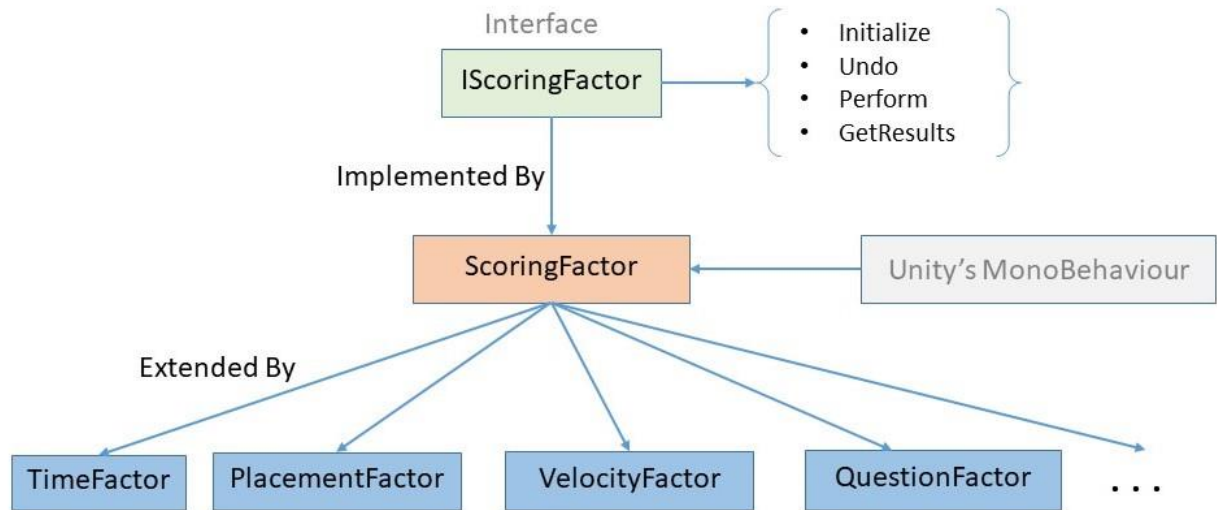 Interface
IScoringFactor
• Initialize
• Undo
• Perform
• GetResults
Implemented By
ScoringFactor
Unity’s MonoBehaviour
Extended By
TimeFactor
PlacementFactor
VelocityFactor
QuestionFactor
. . .